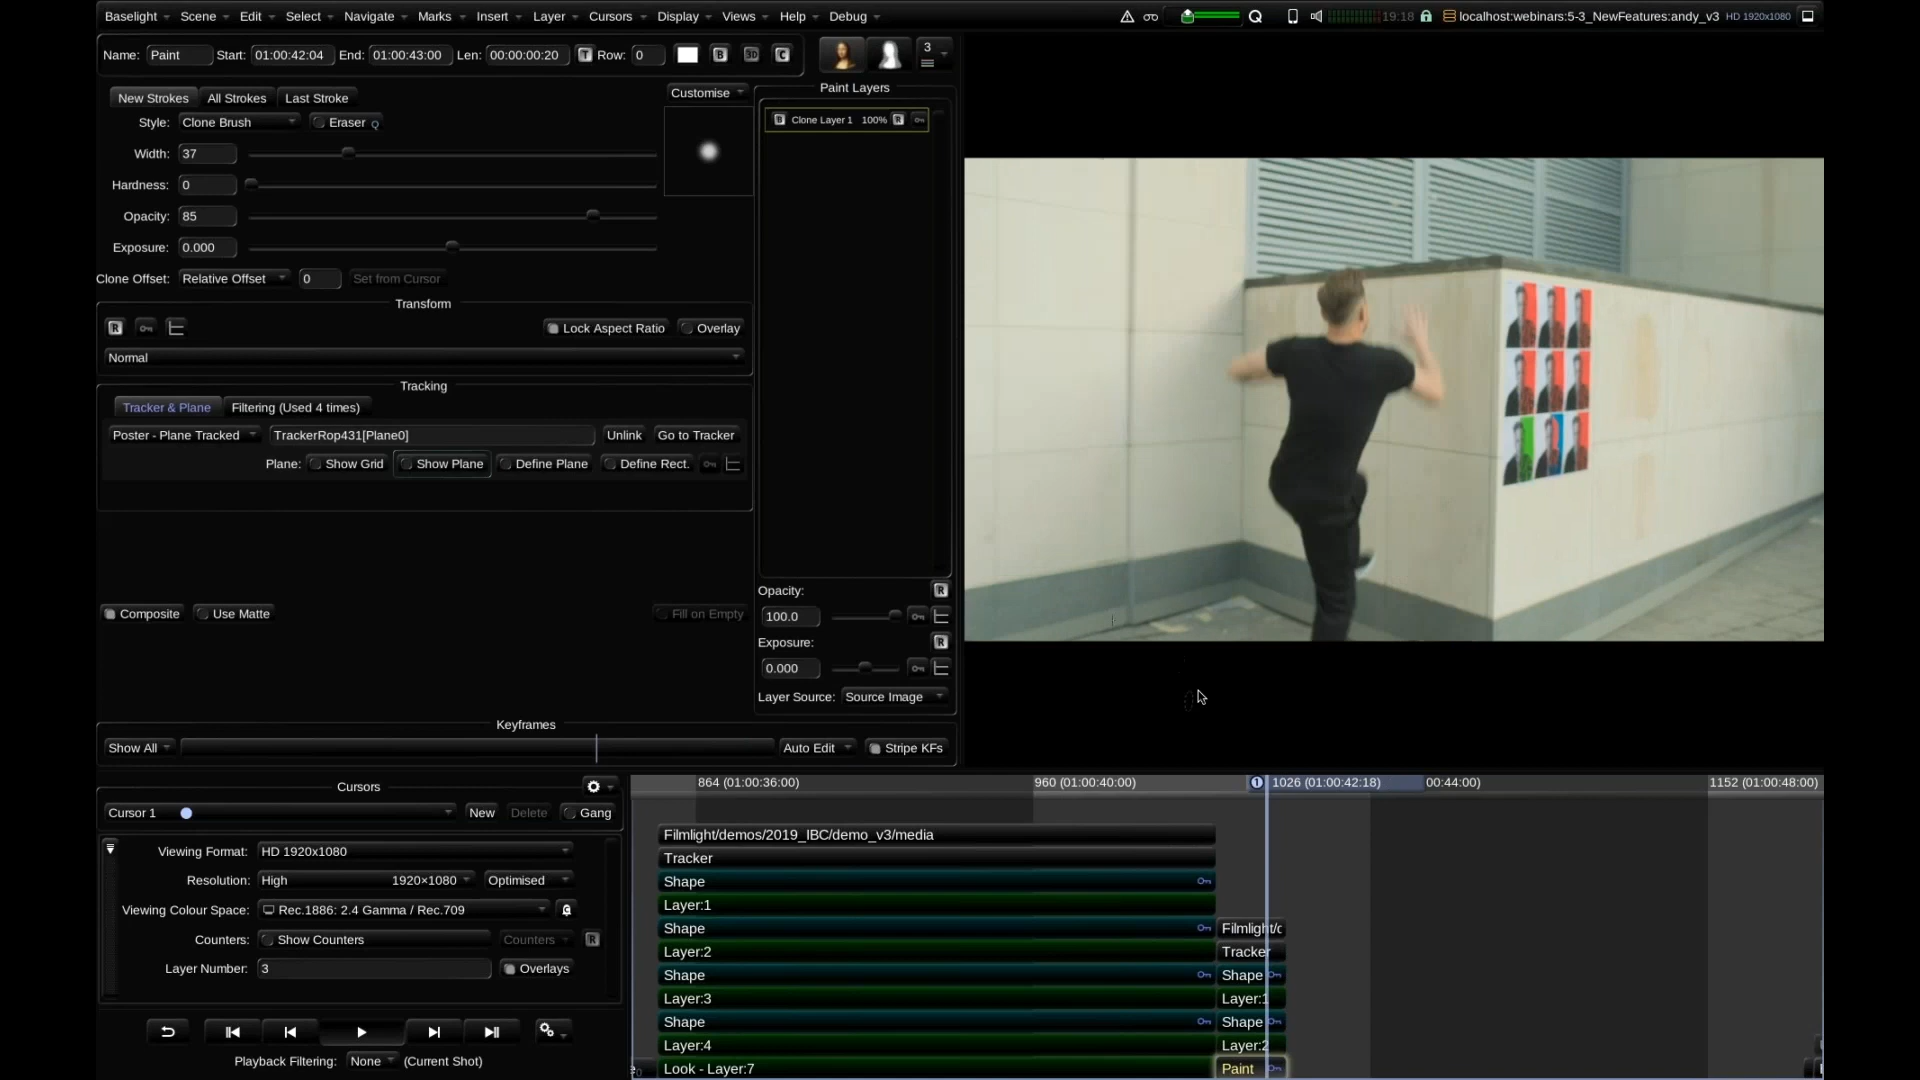 Baselight Scene Edit Select Navigate Marks Insert Layer Cursors Display Views Help Debug 19:18 localhost:webinars:5-3_NewFeatures:andy_v3 HD 1920x1080
Name: Paint Start: 01:00:42:04 End: 01:00:43:00 Len: 00:00:00:20 T Row: 0 B 3D C 3
New Strokes All Strokes Last Stroke Customise Paint Layers
Style: Clone Brush Eraser
B Clone Layer 1 100% R
Width: 37
Hardness: 0
Opacity: 85
Exposure: 0.000
Clone Offset: Relative Offset 0 Set from Cursor
Transform
R Lock Aspect Ratio Overlay
Normal
Tracking
Tracker & Plane Filtering (Used 4 times)
Poster - Plane Tracked TrackerRop431[Plane0] Unlink Go to Tracker
Plane: Show Grid Show Plane Define Plane Define Rect.
Composite Use Matte Fill on Empty
Opacity: R
100.0
Exposure: R
0.000
Layer Source: Source Image
Keyframes
Show All Auto Edit Stripe KFs
Cursors
Cursor 1 New Delete Gang
Viewing Format: HD 1920x1080
Resolution: High 1920×1080 Optimised
Viewing Colour Space: Rec.1886: 2.4 Gamma / Rec.709
Counters: Show Counters Counters R
Layer Number: 3 Overlays
Playback Filtering: None (Current Shot)
864 (01:00:36:00) 960 (01:00:40:00) 1 1026 (01:00:42:18) 00:44:00) 1152 (01:00:48:00)
Filmlight/demos/2019_IBC/demo_v3/media
Tracker
Shape
Layer:1
Shape Filmlight/c
Layer:2 Tracker
Shape Shape
Layer:3 Layer:1
Shape Shape
Layer:4 Layer:2
Look - Layer:7 Paint